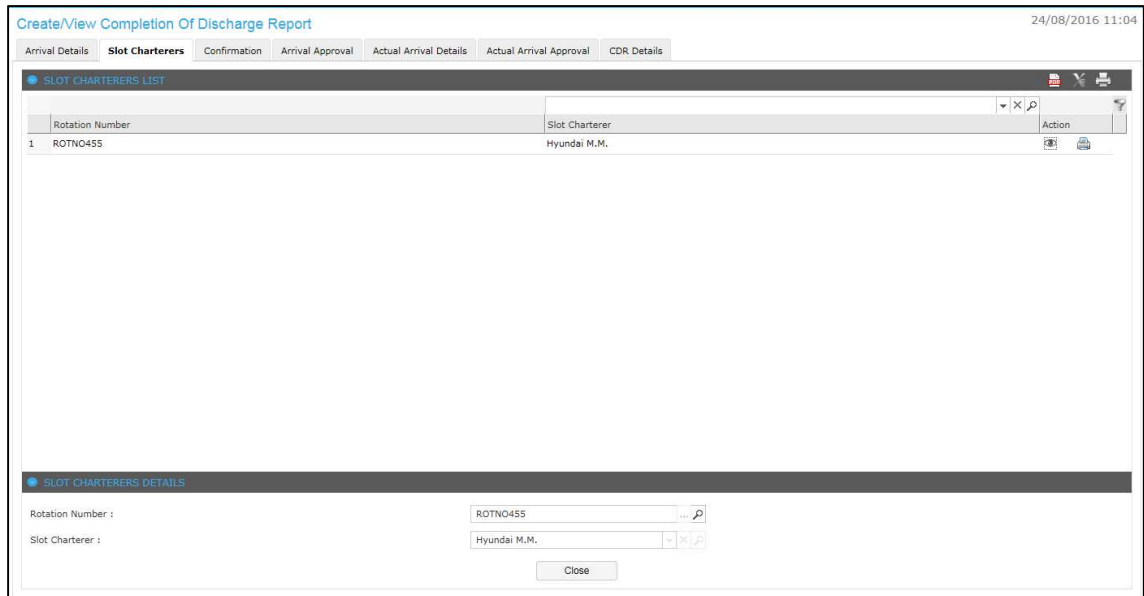 Create/View Completion Of Discharge Report 24/08/2016 11:04
Arrival Details Slot Charterers Confirmation Arrival Approval Actual Arrival Details Actual Arrival Approval CDR Details
SLOT CHARTERERS LIST
Rotation Number Slot Charterer Action
1 ROTNO455 Hyundai M.M.
SLOT CHARTERERS DETAILS
Rotation Number : ROTNO455 ...
Slot Charterer : Hyundai M.M.
Close